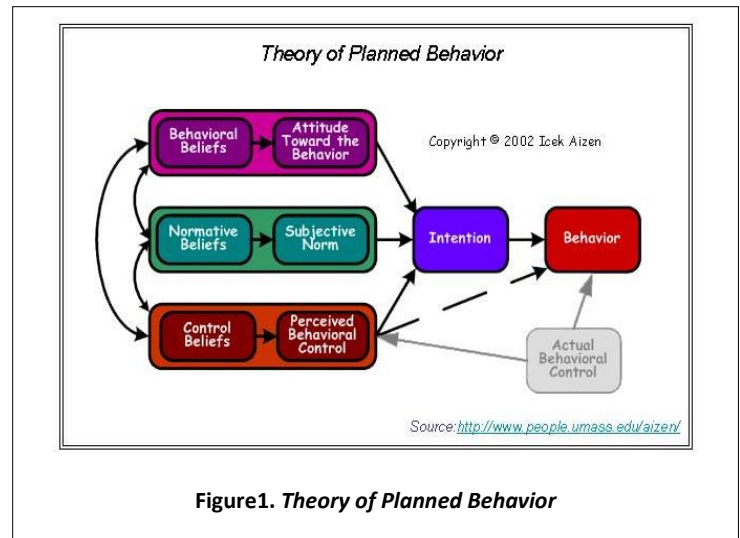 Theory of Planned Behavior
Behavioral
Beliefs
Attitude
Toward the
Behavior
Copyright © 2002 Icek Aizen
Normative
Beliefs
Subjective
Norm
Intention
Behavior
Control
Beliefs
Perceived
Behavioral
Control
Actual
Behavioral
Control
Source:http://www.people.umass.edu/aizen/
Figure1. Theory of Planned Behavior